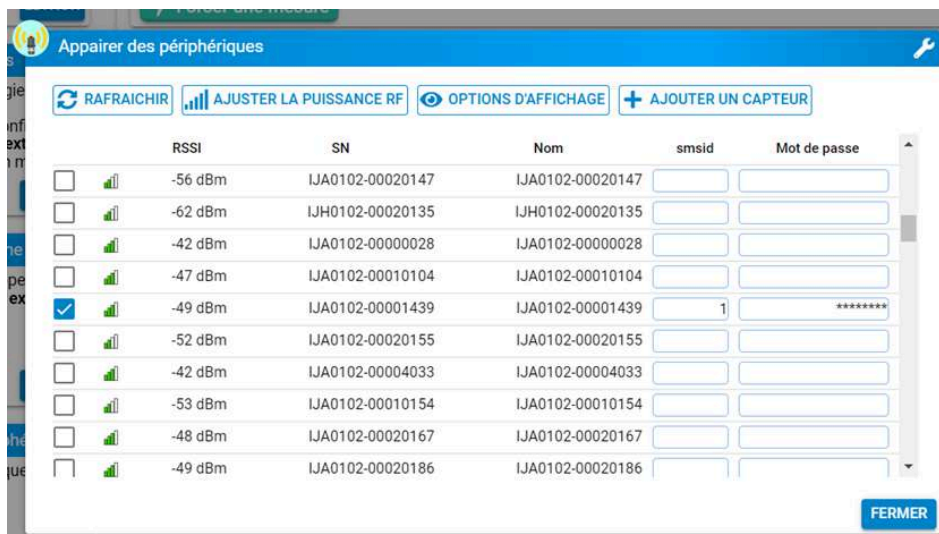 Forcer une mesure
Appairer des périphériques
RAFRAICHIR AJUSTER LA PUISSANCE RF OPTIONS D'AFFICHAGE AJOUTER UN CAPTEUR
RSSI SN Nom smsid Mot de passe
-56 dBm IJA0102-00020147 IJA0102-00020147
-62 dBm IJH0102-00020135 IJH0102-00020135
-42 dBm IJA0102-00000028 IJA0102-00000028
-47 dBm IJA0102-00010104 IJA0102-00010104
-49 dBm IJA0102-00001439 IJA0102-00001439 1 ********
-52 dBm IJA0102-00020155 IJA0102-00020155
-42 dBm IJA0102-00004033 IJA0102-00004033
-53 dBm IJA0102-00010154 IJA0102-00010154
-48 dBm IJA0102-00020167 IJA0102-00020167
-49 dBm IJA0102-00020186 IJA0102-00020186
FERMER